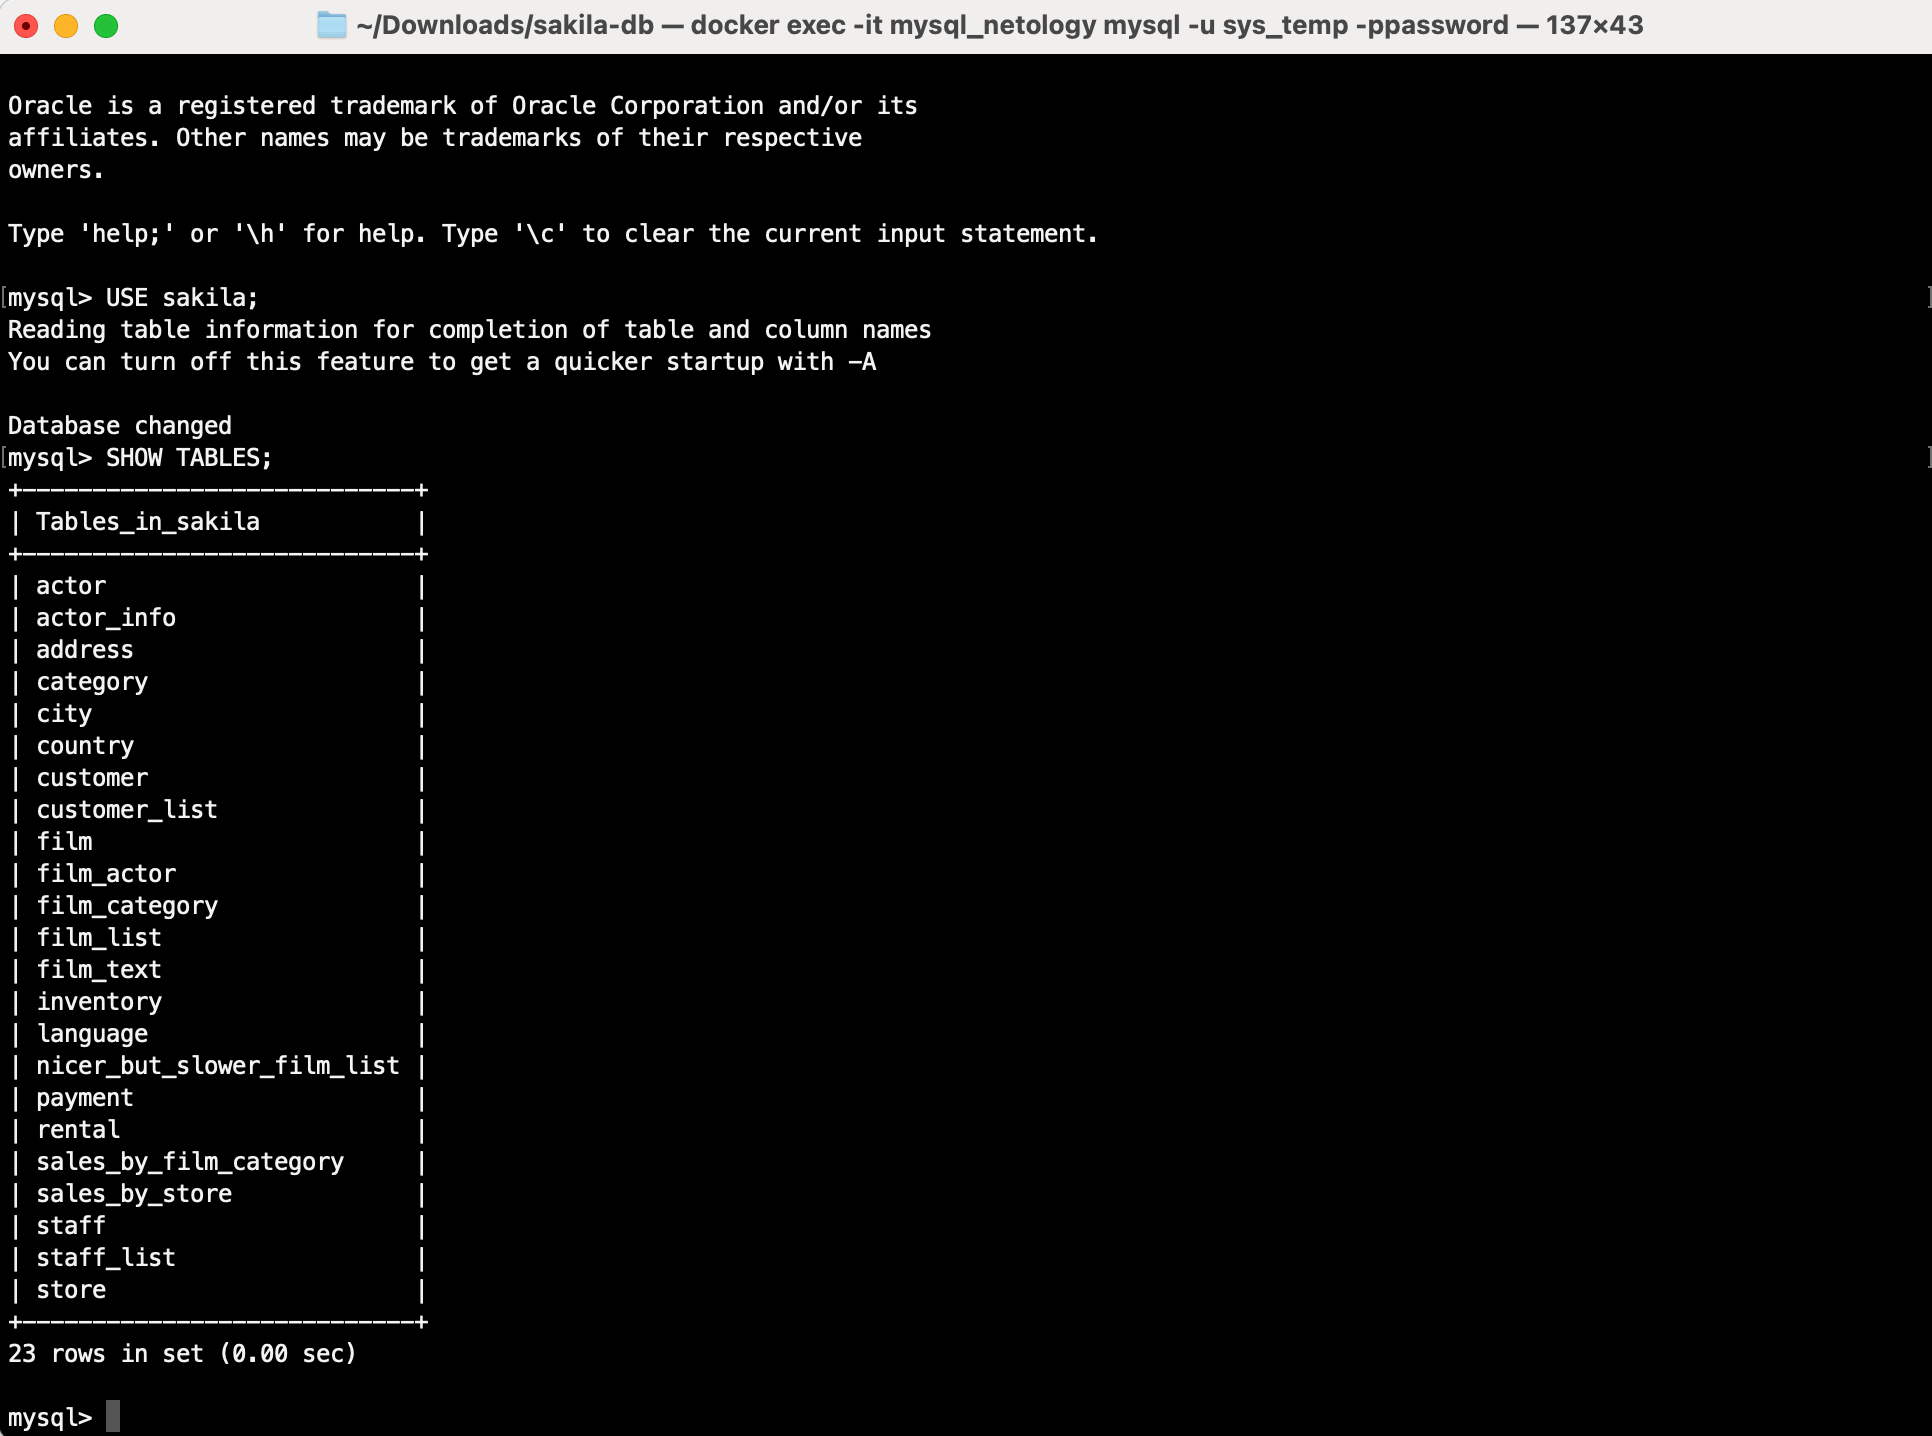 ~/Downloads/sakila-db — docker exec -it mysql_netology mysql -u sys_temp -ppassword — 137×43
Oracle is a registered trademark of Oracle Corporation and/or its
affiliates. Other names may be trademarks of their respective
owners.
Type 'help;' or '\h' for help. Type '\c' to clear the current input statement.
[mysql> USE sakila; ]
Reading table information for completion of table and column names
You can turn off this feature to get a quicker startup with -A
Database changed
[mysql> SHOW TABLES; ]
+----------------------------+
| Tables_in_sakila           |
+----------------------------+
| actor                      |
| actor_info                 |
| address                    |
| category                   |
| city                       |
| country                    |
| customer                   |
| customer_list              |
| film                       |
| film_actor                 |
| film_category              |
| film_list                  |
| film_text                  |
| inventory                  |
| language                   |
| nicer_but_slower_film_list |
| payment                    |
| rental                     |
| sales_by_film_category     |
| sales_by_store             |
| staff                      |
| staff_list                 |
| store                      |
+----------------------------+
23 rows in set (0.00 sec)
mysql>